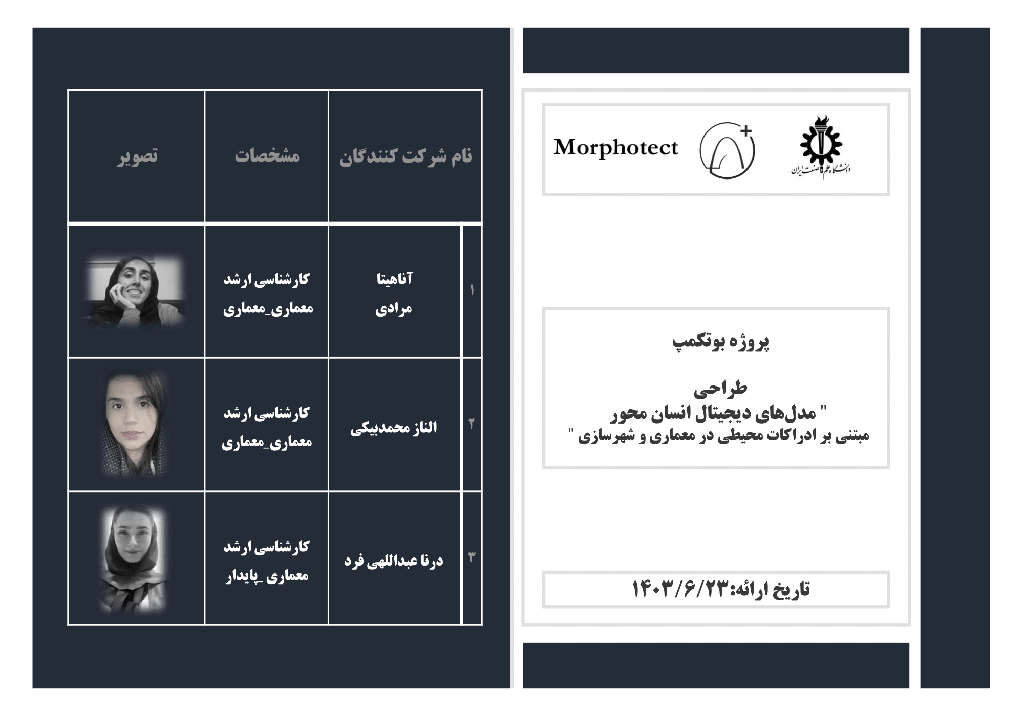 Morphotect
دانشگاه علم و صنعت ایران
پروژه بوتکمپ
طراحی
" مدل‌های دیجیتال انسان محور
مبتنی بر ادراکات محیطی در معماری و شهرسازی "
تاریخ ارائه:۱۴۰۳/۶/۲۳
نام شرکت کنندگان مشخصات تصویر
۱
آناهیتا
مرادی
کارشناسی ارشد
معماری_معماری
۲
الناز محمدبیکی
کارشناسی ارشد
معماری_معماری
۳
درنا عبداللهی فرد
کارشناسی ارشد
معماری _پایدار